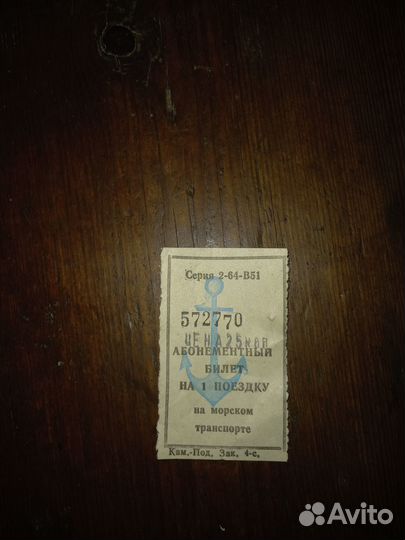 Серия 2-64-В51
572770
ЦЕНА 25 коп
АБОНЕМЕНТНЫЙ
БИЛЕТ
НА 1 ПОЕЗДКУ
на морском
транспорте
Кам.-Под. Зак. 4-с.
Avito